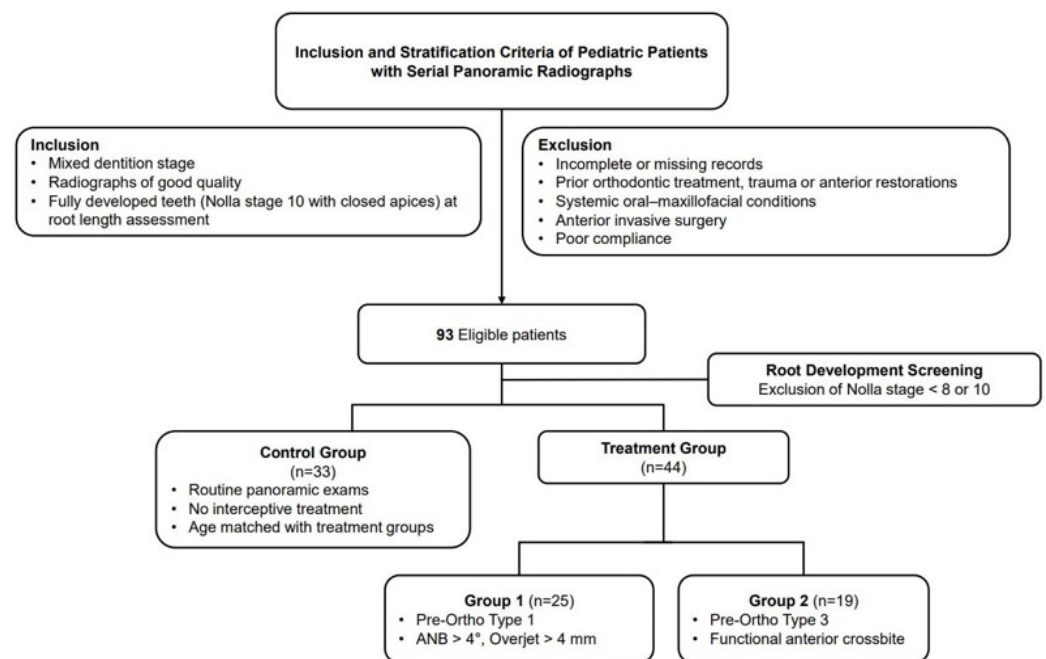 Inclusion and Stratification Criteria of Pediatric Patients
with Serial Panoramic Radiographs
Inclusion
• Mixed dentition stage
• Radiographs of good quality
• Fully developed teeth (Nolla stage 10 with closed apices) at
root length assessment
Exclusion
• Incomplete or missing records
• Prior orthodontic treatment, trauma or anterior restorations
• Systemic oral–maxillofacial conditions
• Anterior invasive surgery
• Poor compliance
93 Eligible patients
Root Development Screening
Exclusion of Nolla stage < 8 or 10
Control Group
(n=33)
• Routine panoramic exams
• No interceptive treatment
• Age matched with treatment groups
Treatment Group
(n=44)
Group 1 (n=25)
• Pre-Ortho Type 1
• ANB > 4°, Overjet > 4 mm
Group 2 (n=19)
• Pre-Ortho Type 3
• Functional anterior crossbite